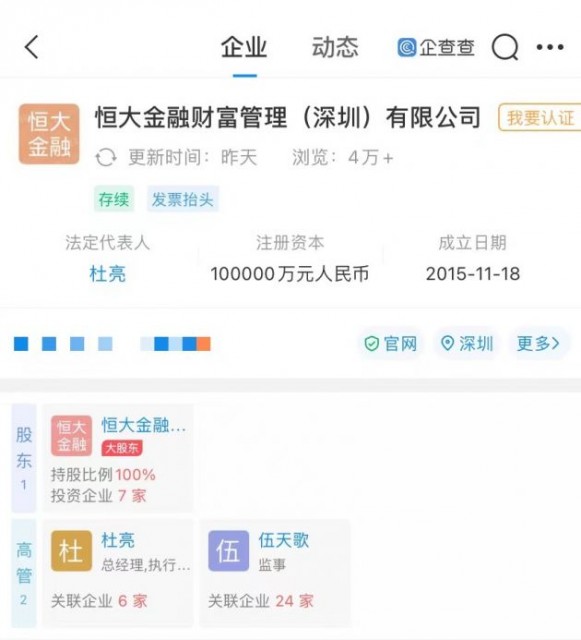 企业 动态 企查查
恒大金融 恒大金融财富管理（深圳）有限公司 我要认证
更新时间：昨天 浏览：4万+
存续 发票抬头
法定代表人 注册资本 成立日期
杜亮 100000万元人民币 2015-11-18
官网 深圳 更多>
股东1
恒大金融 恒大金融...
大股东
持股比例100%
投资企业 7 家
高管2
杜 杜亮 伍 伍天歌
总经理,执行... 监事
关联企业 6 家 关联企业 24 家